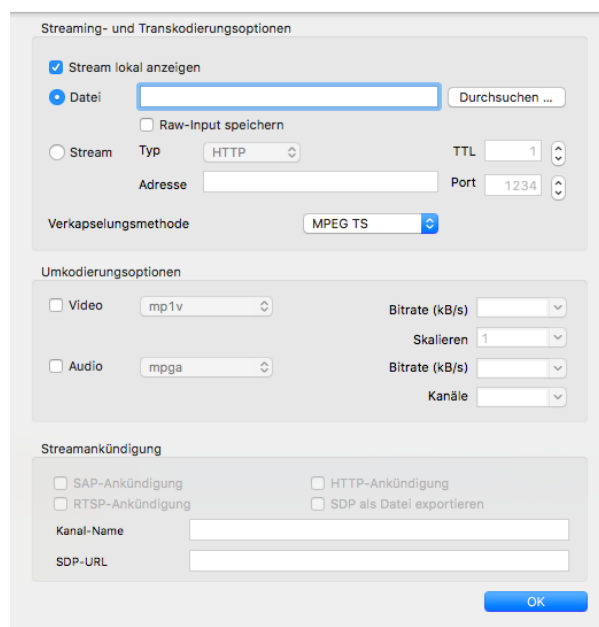 Streaming- und Transkodierungsoptionen
Stream lokal anzeigen
Datei Durchsuchen ...
Raw-Input speichern
Stream Typ HTTP TTL 1
Adresse Port 1234
Verkapselungsmethode MPEG TS
Umkodierungsoptionen
Video mp1v Bitrate (kB/s)
Skalieren 1
Audio mpga Bitrate (kB/s)
Kanäle
Streamankündigung
SAP-Ankündigung HTTP-Ankündigung
RTSP-Ankündigung SDP als Datei exportieren
Kanal-Name
SDP-URL
OK